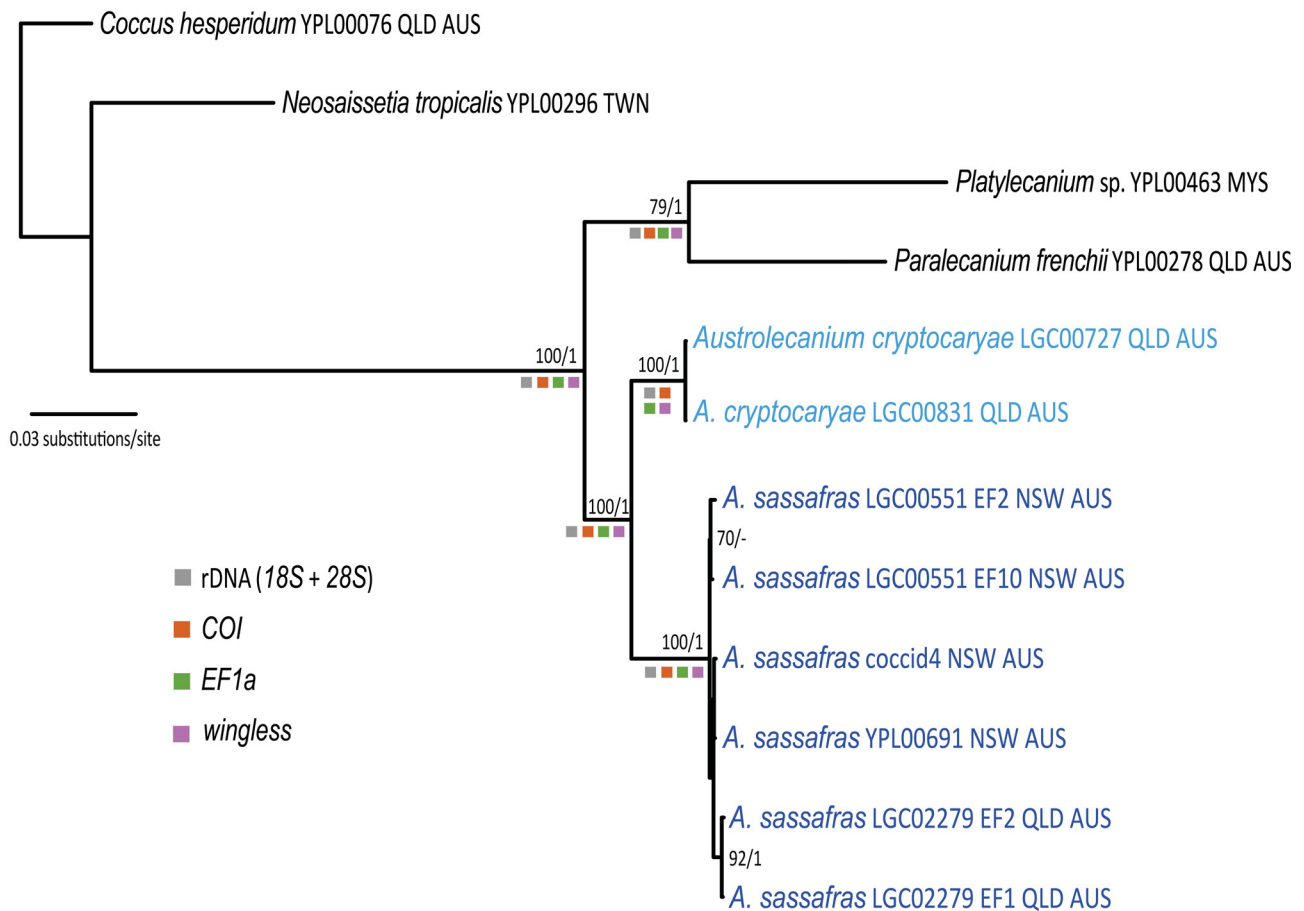 Coccus hesperidum YPL00076 QLD AUS
Neosaissetia tropicalis YPL00296 TWN
Platylecanium sp. YPL00463 MYS
79/1
Paralecanium frenchii YPL00278 QLD AUS
Austrolecanium cryptocaryae LGC00727 QLD AUS
100/1
100/1
A. cryptocaryae LGC00831 QLD AUS
0.03 substitutions/site
A. sassafras LGC00551 EF2 NSW AUS
100/1
70/-
A. sassafras LGC00551 EF10 NSW AUS
rDNA (18S + 28S)
COI
100/1
A. sassafras coccid4 NSW AUS
EF1a
wingless
A. sassafras YPL00691 NSW AUS
A. sassafras LGC02279 EF2 QLD AUS
92/1
A. sassafras LGC02279 EF1 QLD AUS